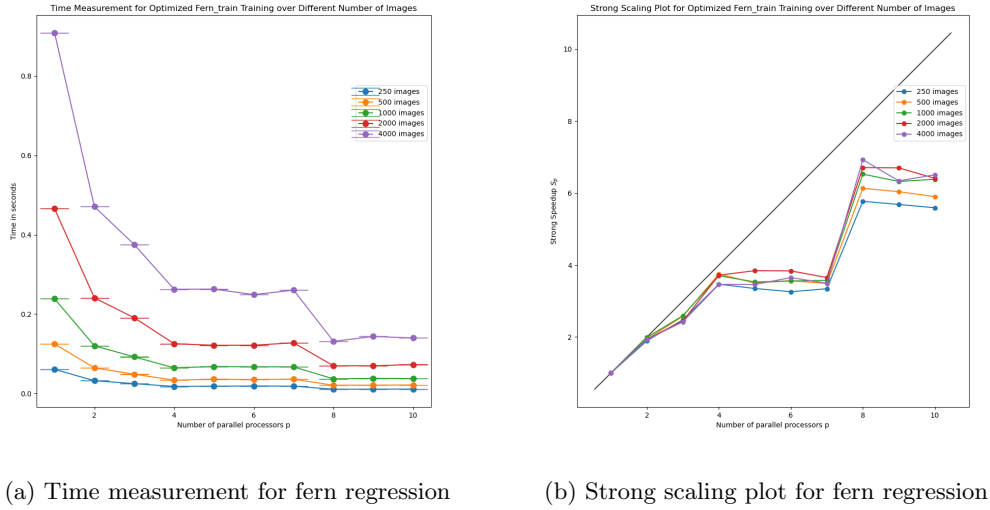 Time Measurement for Optimized Fern_train Training over Different Number of Images
0.8
0.6
0.4
0.2
0.0
Time in seconds
250 images
500 images
1000 images
2000 images
4000 images
2 4 6 8 10
Number of parallel processors p
(a) Time measurement for fern regression
Strong Scaling Plot for Optimized Fern_train Training over Different Number of Images
10
8
6
4
2
Strong Speedup Sp
250 images
500 images
1000 images
2000 images
4000 images
2 4 6 8 10
Number of parallel processors p
(b) Strong scaling plot for fern regression